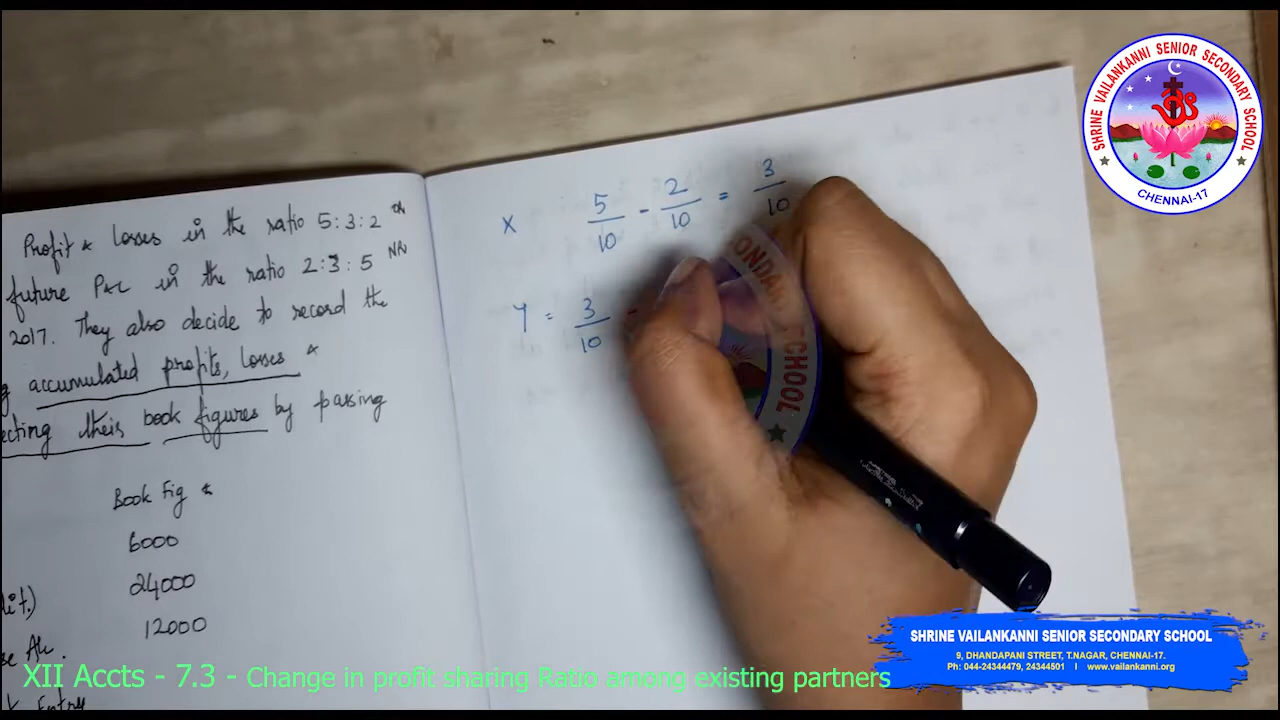 Profit & losses in the ratio 5:3:2 OR
future P&L in the ratio 2:3:5 NR
2017. They also decide to record the
accumulated profits, losses &
ecting theis book figures by passing
Book Fig &
6000
24000
12000
X 5/10 - 2/10 = 3/10
Y = 3/10 -
SHRINE VAILANKANNI SENIOR SECONDARY SCHOOL
CHENNAI-17
SHRINE VAILANKANNI SENIOR SECONDARY SCHOOL
9, DHANDAPANI STREET, T.NAGAR, CHENNAI-17.
Ph: 044-24344479, 24344501 I www.vailankanni.org
XII Accts - 7.3 - Change in profit sharing Ratio among existing partners